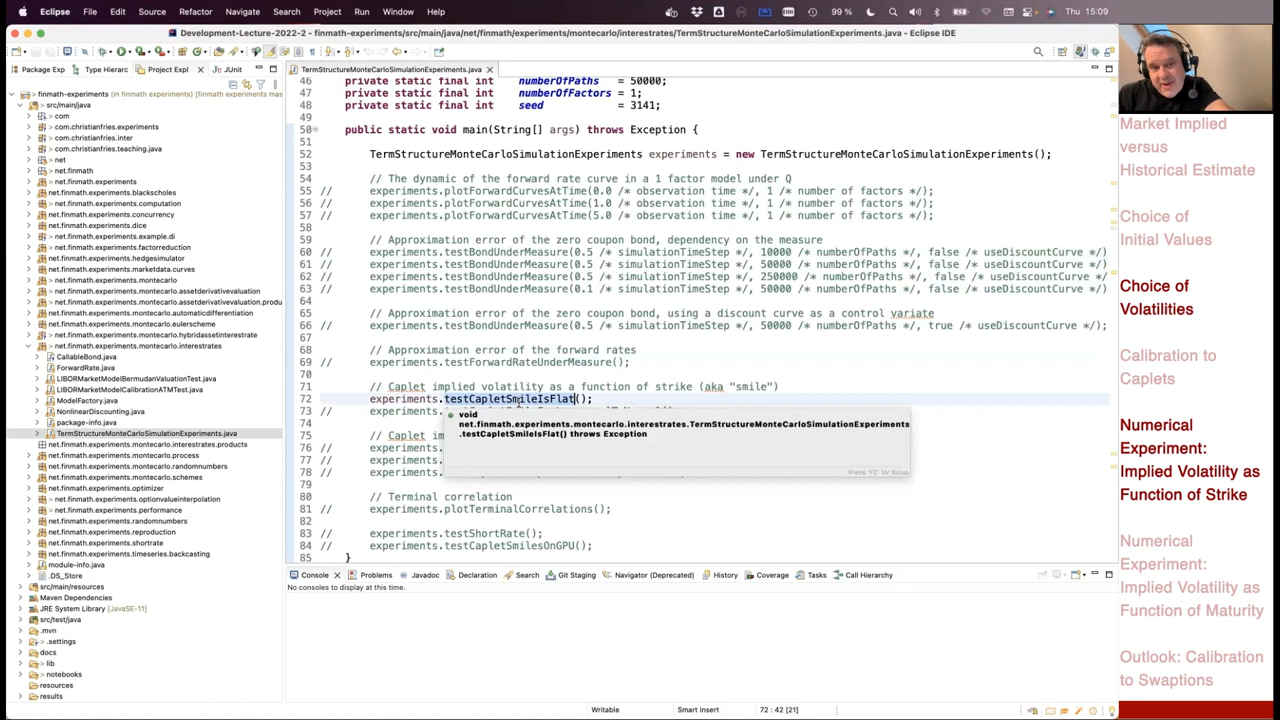 Eclipse File Edit Source Refactor Navigate Search Project Run Window Help
99 %
Thu 15:09
Development-Lecture-2022-2 - finmath-experiments/src/main/java/net/finmath/experiments/montecarlo/interestrates/TermStructureMonteCarloSimulationExperiments.java - Eclipse IDE
Package Exp Type Hierarc Project Expl JUnit
finmath-experiments (in finmath experiments) [finmath experiments mas
src/main/java
com
com.christianfries.experiments
com.christianfries.inter
com.christianfries.teaching.java
net
net.finmath
net.finmath.experiments
net.finmath.experiments.blackscholes
net.finmath.experiments.computation
net.finmath.experiments.concurrency
net.finmath.experiments.dice
net.finmath.experiments.example.di
net.finmath.experiments.factorreduction
net.finmath.experiments.hedgesimulator
net.finmath.experiments.marketdata.curves
net.finmath.experiments.montecarlo
net.finmath.experiments.montecarlo.assetderivativevaluation
net.finmath.experiments.montecarlo.assetderivativevaluation.produ
net.finmath.experiments.montecarlo.automaticdifferentiation
net.finmath.experiments.montecarlo.eulerscheme
net.finmath.experiments.montecarlo.hybridassetinterestrate
net.finmath.experiments.montecarlo.interestrates
CallableBond.java
ForwardRate.java
LIBORMarketModelBermudanValuationTest.java
LIBORMarketModelCalibrationATMTest.java
ModelFactory.java
NonlinearDiscounting.java
package-info.java
TermStructureMonteCarloSimulationExperiments.java
net.finmath.experiments.montecarlo.interestrates.products
net.finmath.experiments.montecarlo.process
net.finmath.experiments.montecarlo.randomnumbers
net.finmath.experiments.montecarlo.schemes
net.finmath.experiments.optimizer
net.finmath.experiments.optionvalueinterpolation
net.finmath.experiments.performance
net.finmath.experiments.randomnumbers
net.finmath.experiments.reproduction
net.finmath.experiments.shortrate
net.finmath.experiments.timeseries.backcasting
module-info.java
.DS_Store
src/main/resources
Maven Dependencies
JRE System Library [JavaSE-11]
src/test/java
.mvn
.settings
docs
lib
notebooks
resources
results
TermStructureMonteCarloSimulationExperiments.java
46 private static final int numberOfPaths = 50000;
47 private static final int numberOfFactors = 1;
48 private static final int seed = 3141;
49
50 public static void main(String[] args) throws Exception {
51
52 TermStructureMonteCarloSimulationExperiments experiments = new TermStructureMonteCarloSimulationExperiments();
53
54 // The dynamic of the forward rate curve in a 1 factor model under Q
55 // experiments.plotForwardCurvesAtTime(0.0 /* observation time */, 1 /* number of factors */);
56 // experiments.plotForwardCurvesAtTime(1.0 /* observation time */, 1 /* number of factors */);
57 // experiments.plotForwardCurvesAtTime(5.0 /* observation time */, 1 /* number of factors */);
58
59 // Approximation error of the zero coupon bond, dependency on the measure
60 // experiments.testBondUnderMeasure(0.5 /* simulationTimeStep */, 10000 /* numberOfPaths */, false /* useDiscountCurve */)
61 // experiments.testBondUnderMeasure(0.5 /* simulationTimeStep */, 50000 /* numberOfPaths */, false /* useDiscountCurve */)
62 // experiments.testBondUnderMeasure(0.5 /* simulationTimeStep */, 250000 /* numberOfPaths */, false /* useDiscountCurve */
63 // experiments.testBondUnderMeasure(0.1 /* simulationTimeStep */, 50000 /* numberOfPaths */, false /* useDiscountCurve */)
64
65 // Approximation error of the zero coupon bond, using a discount curve as a control variate
66 // experiments.testBondUnderMeasure(0.5 /* simulationTimeStep */, 50000 /* numberOfPaths */, true /* useDiscountCurve */);
67
68 // Approximation error of the forward rates
69 // experiments.testForwardRateUnderMeasure();
70
71 // Caplet implied volatility as a function of strike (aka "smile")
72 experiments.testCapletSmileIsFlat();
73 // experiments.
74
75 // Caplet im
76 // experiments.
77 // experiments.
78 // experiments.
79
80 // Terminal correlation
81 // experiments.plotTerminalCorrelations();
82
83 // experiments.testShortRate();
84 // experiments.testCapletSmilesOnGPU();
85 }
void
net.finmath.experiments.montecarlo.interestrates.TermStructureMonteCarloSimulationExperiments
.testCapletSmileIsFlat() throws Exception
Press 'F2' for focus
Console Problems Javadoc Declaration Search Git Staging Navigator (Deprecated) History Coverage Tasks Call Hierarchy
No consoles to display at this time.
Writable Smart Insert 72 : 42 [21]
Market Implied
versus
Historical Estimate
Choice of
Initial Values
Choice of
Volatilities
Calibration to
Caplets
Numerical
Experiment:
Implied Volatility as
Function of Strike
Numerical
Experiment:
Implied Volatility as
Function of Maturity
Outlook: Calibration
to Swaptions